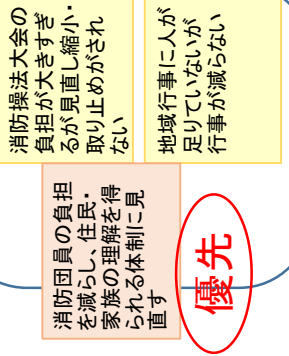 消防操法大会の
負担が大きすぎ
るが見直し縮小・
取り止めがされ
ない
地域行事に人が
足りていないが
行事が減らない
消防団員の負担
を減らし、住民・
家族の理解を得
られる体制に見
直す
優先